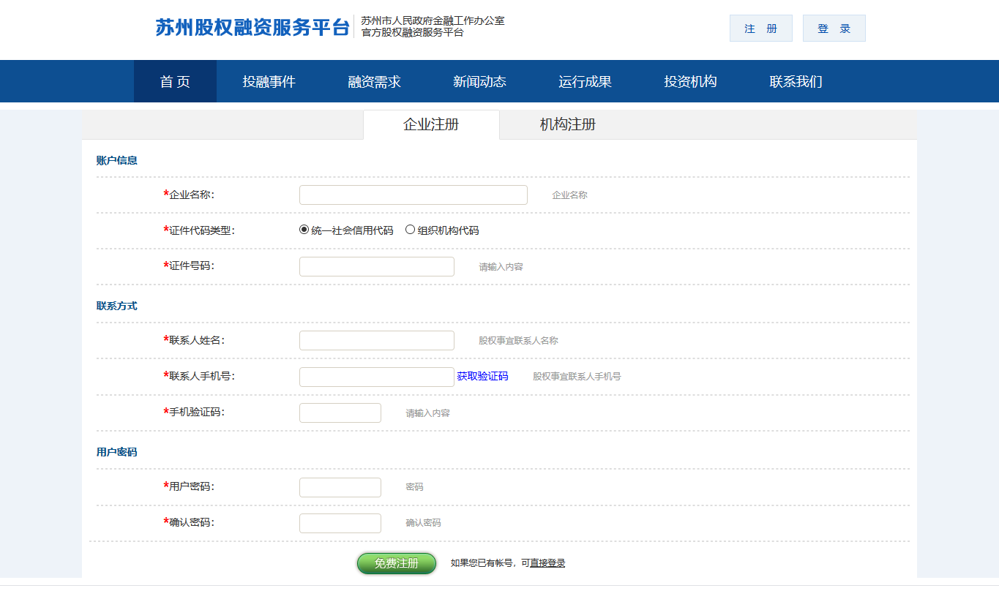 苏州股权融资服务平台
苏州市人民政府金融工作办公室
官方股权融资服务平台
注 册
登 录
首 页 投融事件 融资需求 新闻动态 运行成果 投资机构 联系我们
企业注册 机构注册
账户信息
*企业名称： 企业名称
*证件代码类型： 统一社会信用代码 组织机构代码
*证件号码： 请输入内容
联系方式
*联系人姓名： 股权事宜联系人名称
*联系人手机号： 获取验证码 股权事宜联系人手机号
*手机验证码： 请输入内容
用户密码
*用户密码： 密码
*确认密码： 确认密码
免费注册 如果您已有帐号，可直接登录